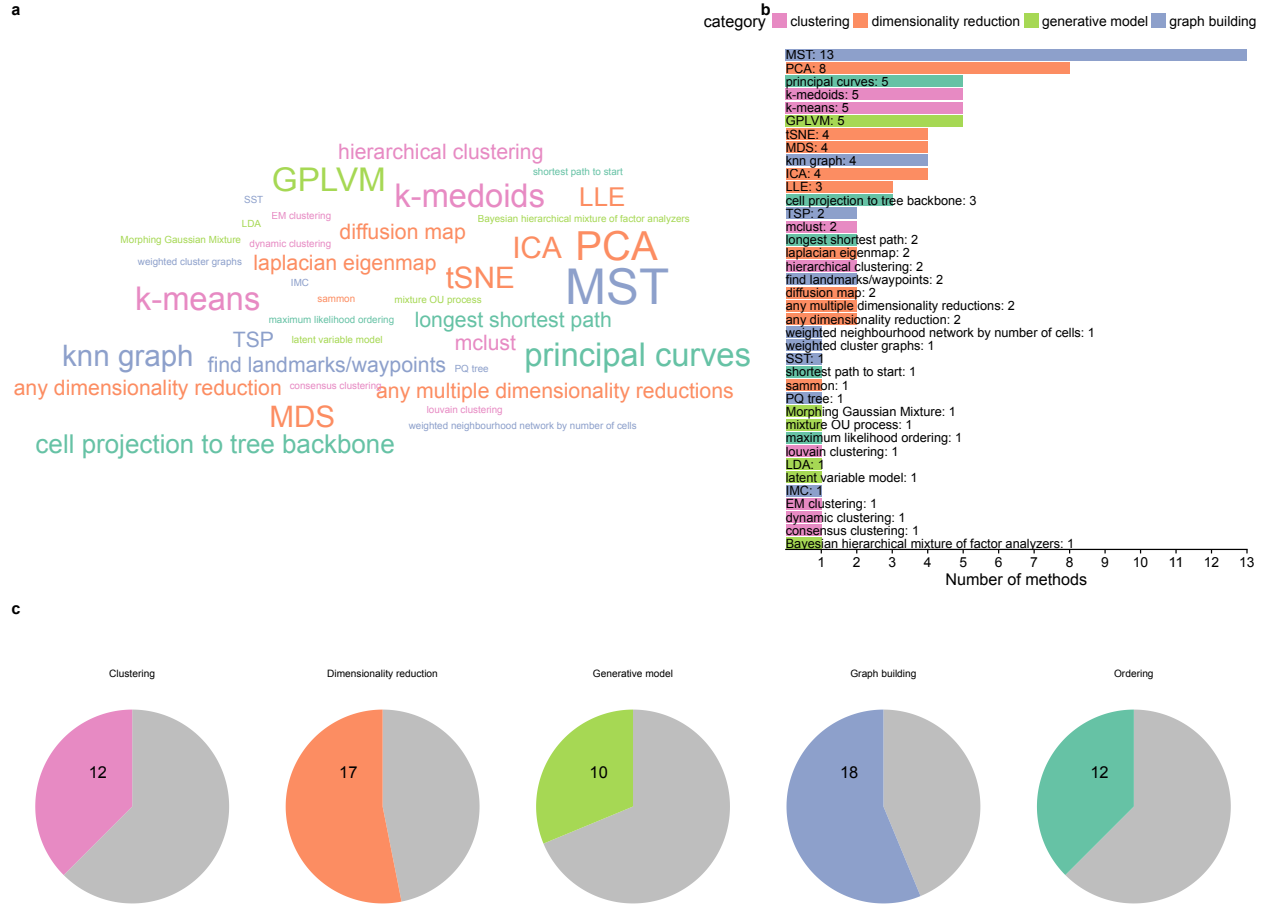 a
hierarchical clustering
shortest path to start
GPLVM
k-medoids
LLE
SST
EM clustering
Bayesian hierarchical mixture of factor analyzers
LDA
diffusion map
ICA
PCA
Morphing Gaussian Mixture
dynamic clustering
weighted cluster graphs
laplacian eigenmap
tSNE
MST
IMC
k-means
sammon
mixture OU process
maximum likelihood ordering
longest shortest path
TSP
latent variable model
mclust
knn graph
find landmarks/waypoints
PQ tree
principal curves
any dimensionality reduction
consensus clustering
any multiple dimensionality reductions
MDS
louvain clustering
weighted neighbourhood network by number of cells
cell projection to tree backbone
b
category clustering dimensionality reduction generative model graph building
MST: 13
PCA: 8
principal curves: 5
k-medoids: 5
k-means: 5
GPLVM: 5
tSNE: 4
MDS: 4
knn graph: 4
ICA: 4
LLE: 3
cell projection to tree backbone: 3
TSP: 2
mclust: 2
longest shortest path: 2
laplacian eigenmap: 2
hierarchical clustering: 2
find landmarks/waypoints: 2
diffusion map: 2
any multiple dimensionality reductions: 2
any dimensionality reduction: 2
weighted neighbourhood network by number of cells: 1
weighted cluster graphs: 1
SST: 1
shortest path to start: 1
sammon: 1
PQ tree: 1
Morphing Gaussian Mixture: 1
mixture OU process: 1
maximum likelihood ordering: 1
louvain clustering: 1
LDA: 1
latent variable model: 1
IMC: 1
EM clustering: 1
dynamic clustering: 1
consensus clustering: 1
Bayesian hierarchical mixture of factor analyzers: 1
1 2 3 4 5 6 7 8 9 10 11 12 13
Number of methods
c
Clustering
Dimensionality reduction
Generative model
Graph building
Ordering
12
17
10
18
12